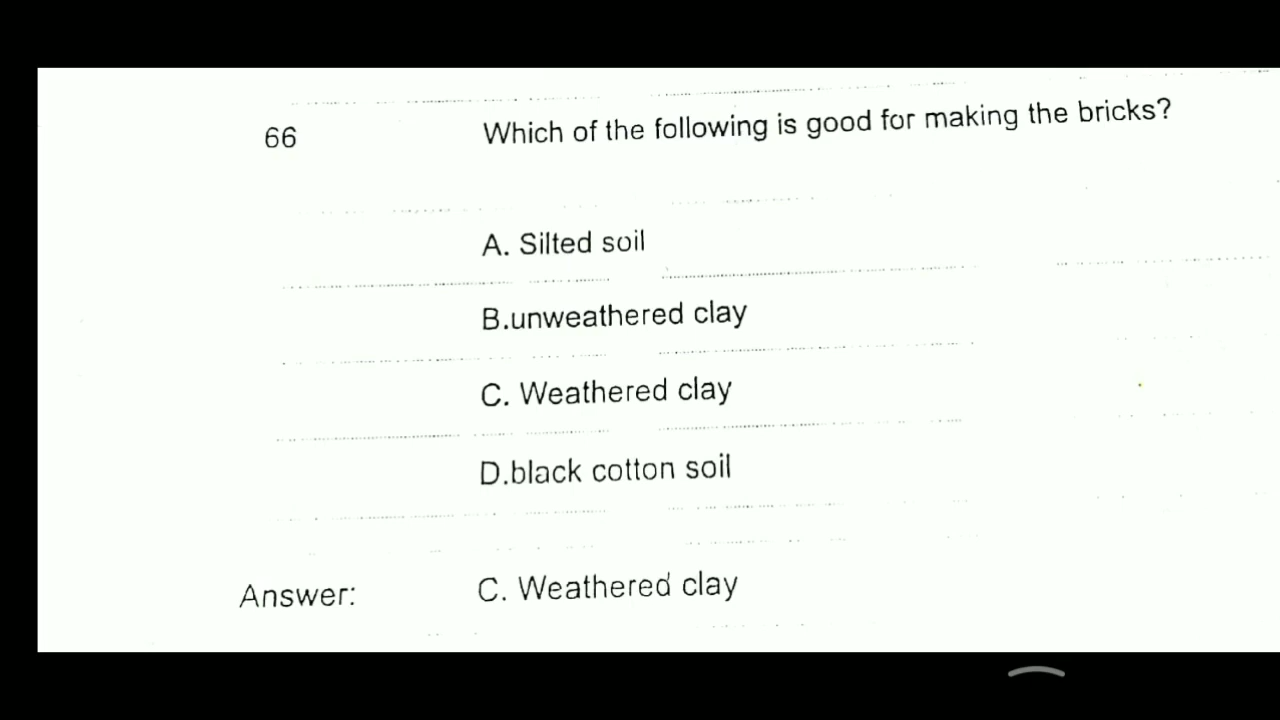 66 Which of the following is good for making the bricks?
A. Silted soil
B.unweathered clay
C. Weathered clay
D.black cotton soil
Answer: C. Weathered clay